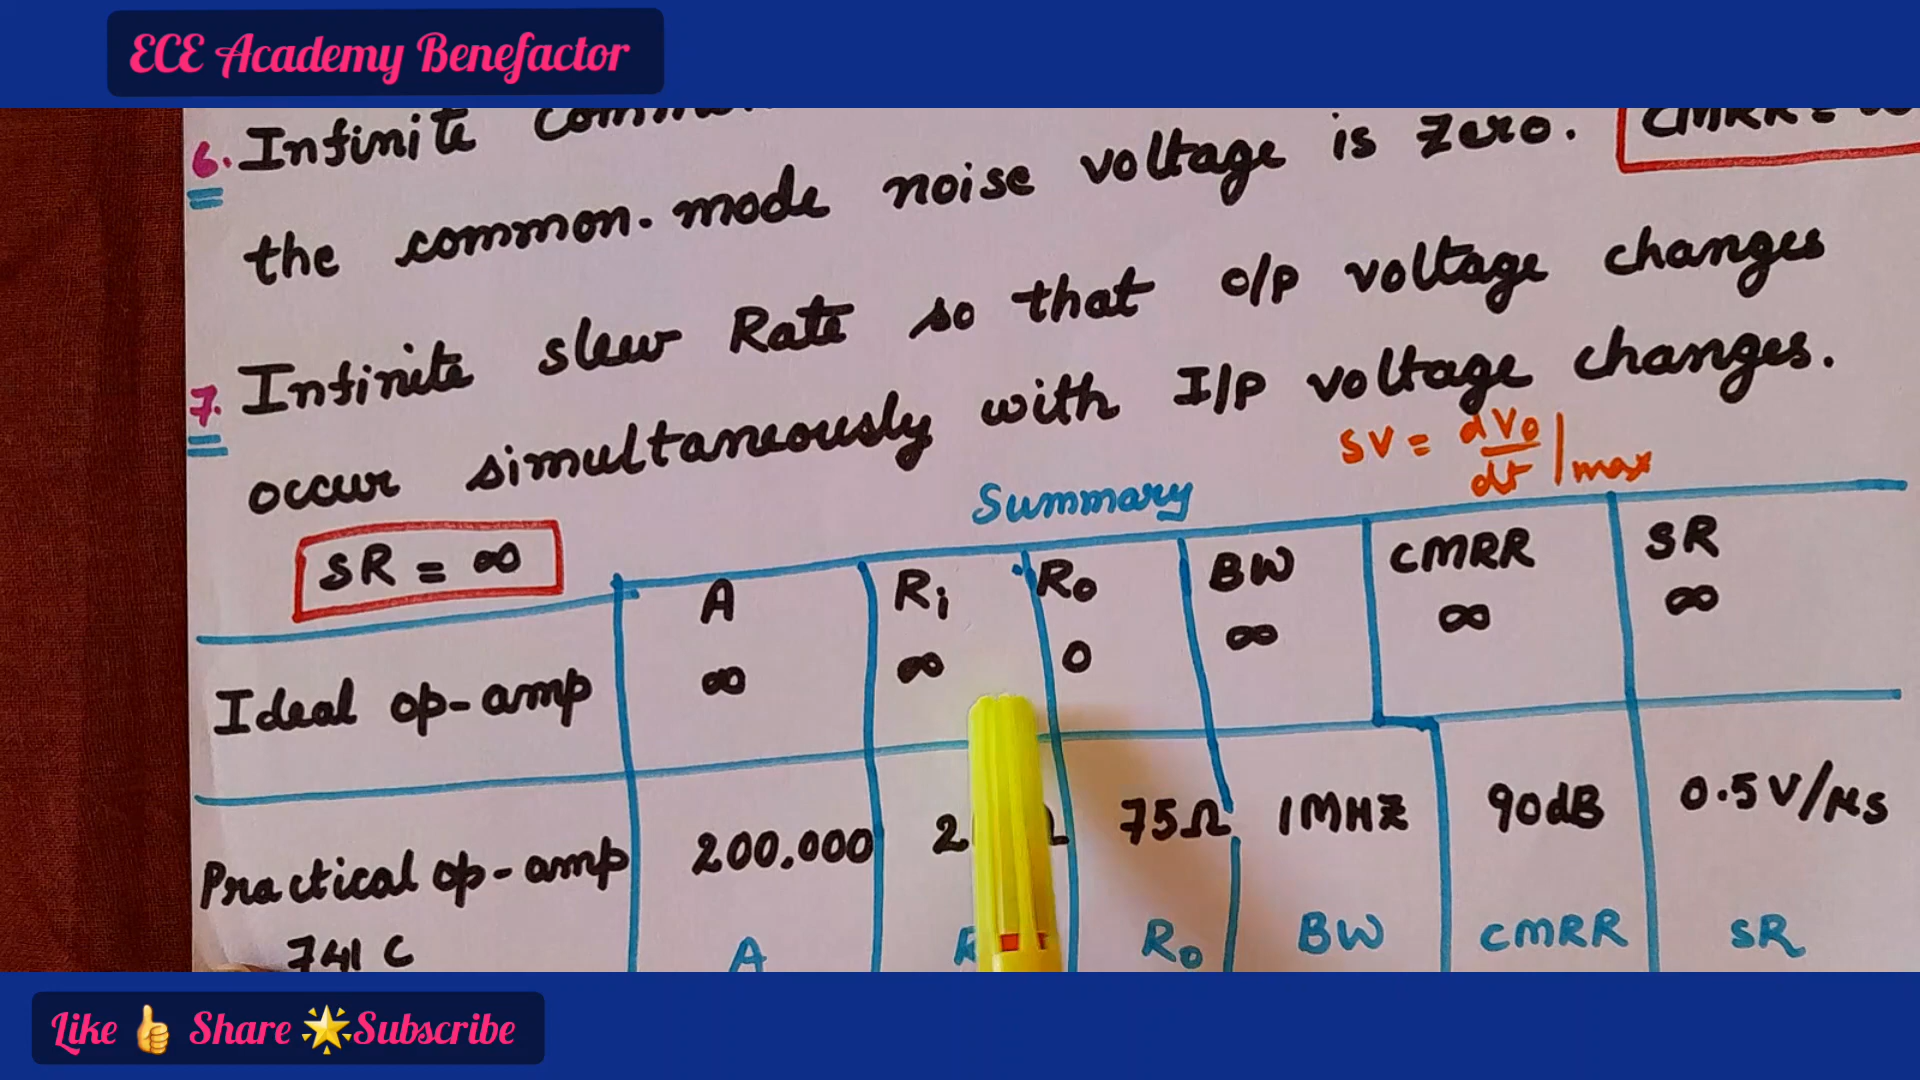 ECE Academy Benefactor
6. Infinite
the common-mode noise voltage is zero. CMRR = ∞
7. Infinite slew Rate so that o/p voltage changes
occur simultaneously with I/P voltage changes.
SV = dVo/dt |max
SR = ∞
Summary
A Ri Ro BW CMRR SR
Ideal op-amp ∞ ∞ 0 ∞ ∞ ∞
Practical op-amp 200.000 2 Ω 75Ω 1MHZ 90dB 0.5V/μs
741 C A Ro BW CMRR SR
Like 👍 Share 🌟Subscribe